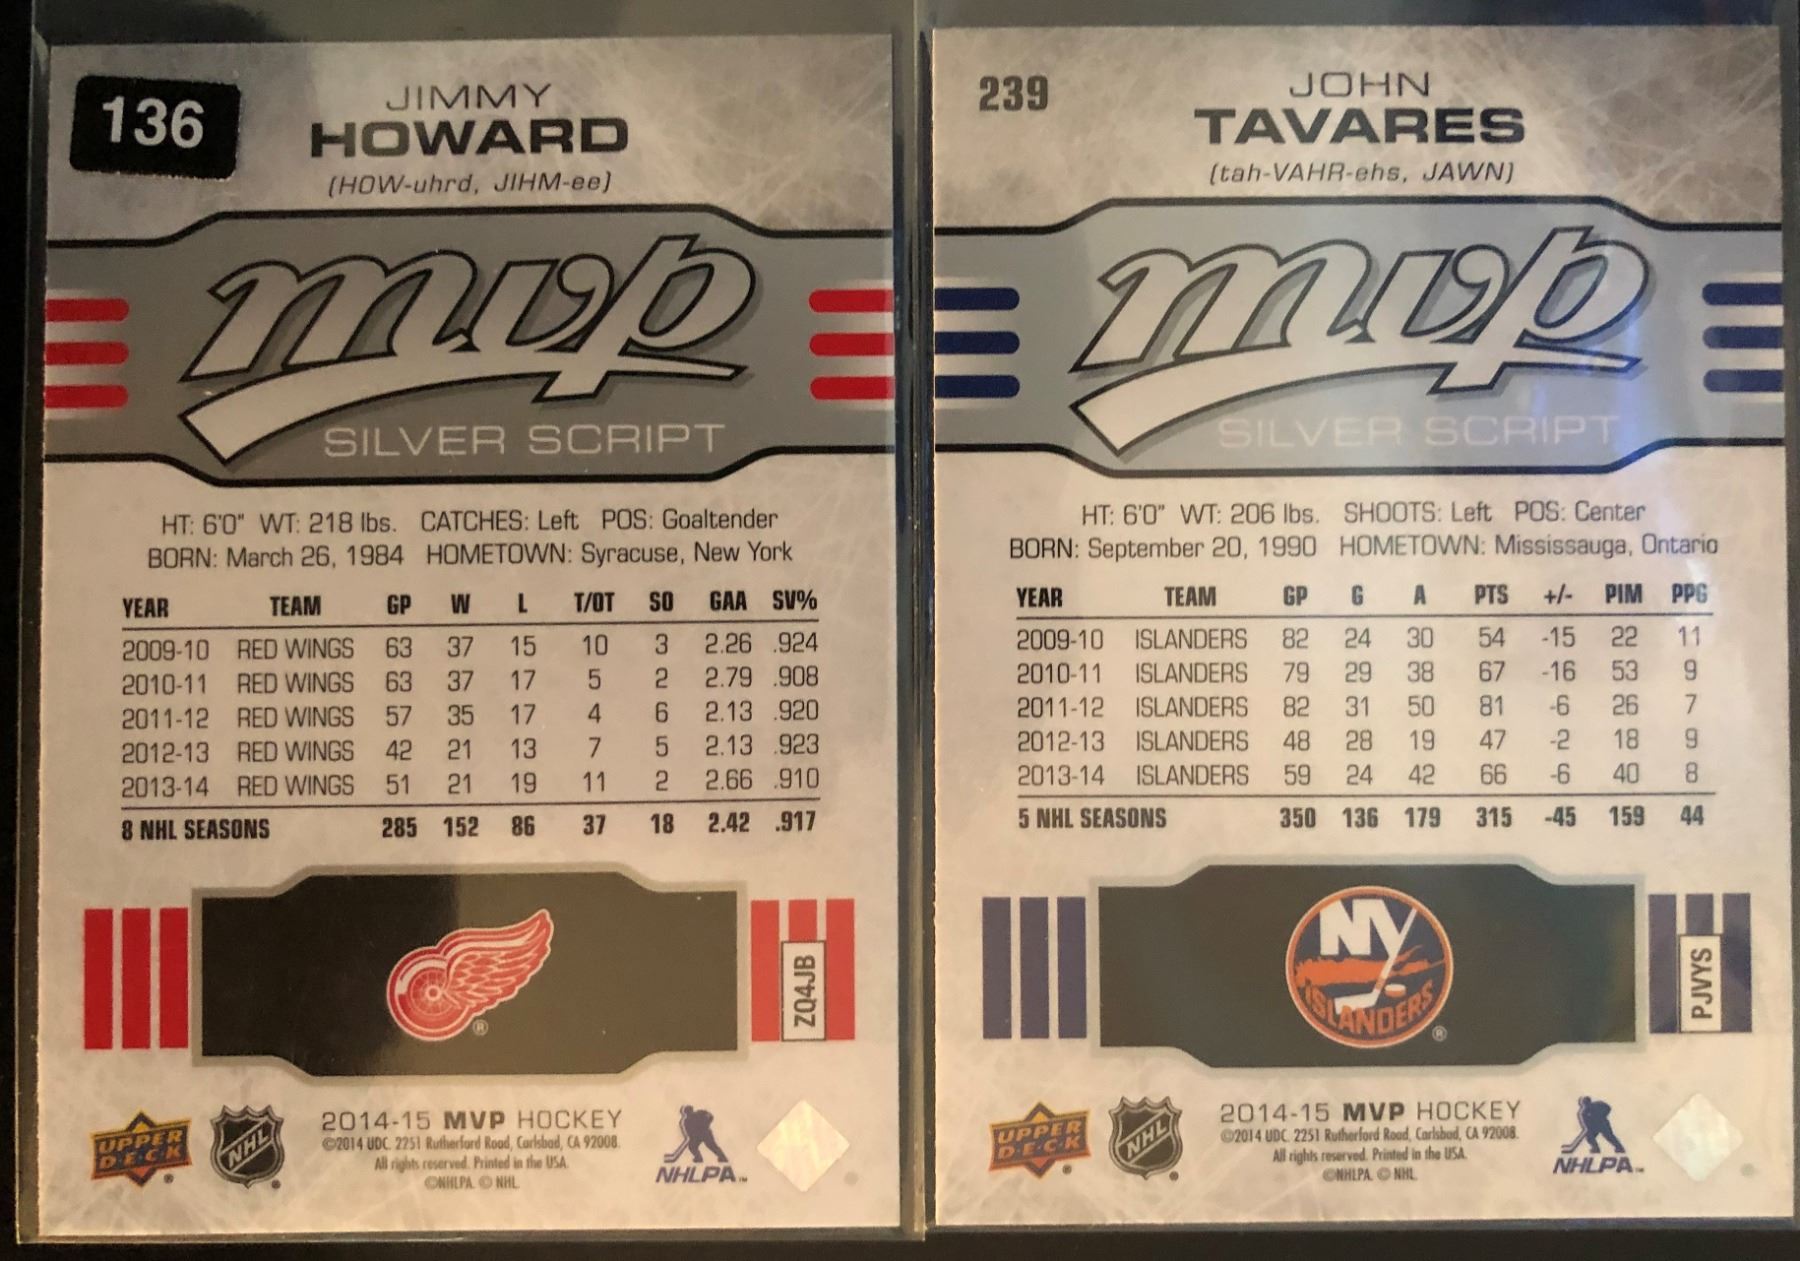 136
JIMMY
HOWARD
(HOW-uhrd, JIHM-ee)
mvp
SILVER SCRIPT
HT: 6'0" WT: 218 lbs. CATCHES: Left POS: Goaltender
BORN: March 26, 1984 HOMETOWN: Syracuse, New York
YEAR TEAM GP W L T/OT SO GAA SV%
2009-10 RED WINGS 63 37 15 10 3 2.26 .924
2010-11 RED WINGS 63 37 17 5 2 2.79 .908
2011-12 RED WINGS 57 35 17 4 6 2.13 .920
2012-13 RED WINGS 42 21 13 7 5 2.13 .923
2013-14 RED WINGS 51 21 19 11 2 2.66 .910
8 NHL SEASONS 285 152 86 37 18 2.42 .917
®
ZQ4JB
UPPER
D·E·C·K
®
NHL
2014-15 MVP HOCKEY
©2014 UDC. 2251 Rutherford Road, Carlsbad, CA 92008.
All rights reserved. Printed in the USA.
©NHLPA. © NHL.
NHLPA™
239
JOHN
TAVARES
(tah-VAHR-ehs, JAWN)
mvp
SILVER SCRIPT
HT: 6'0" WT: 206 lbs. SHOOTS: Left POS: Center
BORN: September 20, 1990 HOMETOWN: Mississauga, Ontario
YEAR TEAM GP G A PTS +/- PIM PPG
2009-10 ISLANDERS 82 24 30 54 -15 22 11
2010-11 ISLANDERS 79 29 38 67 -16 53 9
2011-12 ISLANDERS 82 31 50 81 -6 26 7
2012-13 ISLANDERS 48 28 19 47 -2 18 9
2013-14 ISLANDERS 59 24 42 66 -6 40 8
5 NHL SEASONS 350 136 179 315 -45 159 44
NY
ISLANDERS
®
PJVYS
UPPER
D·E·C·K
®
NHL
2014-15 MVP HOCKEY
©2014 UDC. 2251 Rutherford Road, Carlsbad, CA 92008.
All rights reserved. Printed in the USA.
©NHLPA. © NHL.
NHLPA™